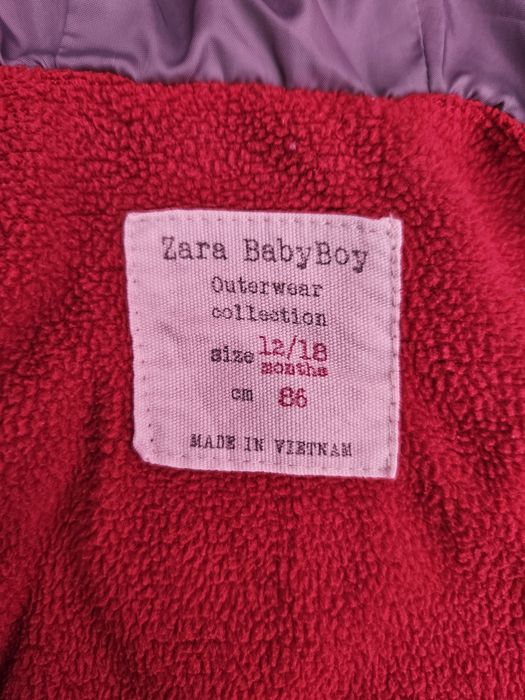 Zara BabyBoy
Outerwear
collection
size 12/18
months
cm 86
MADE IN VIETNAM